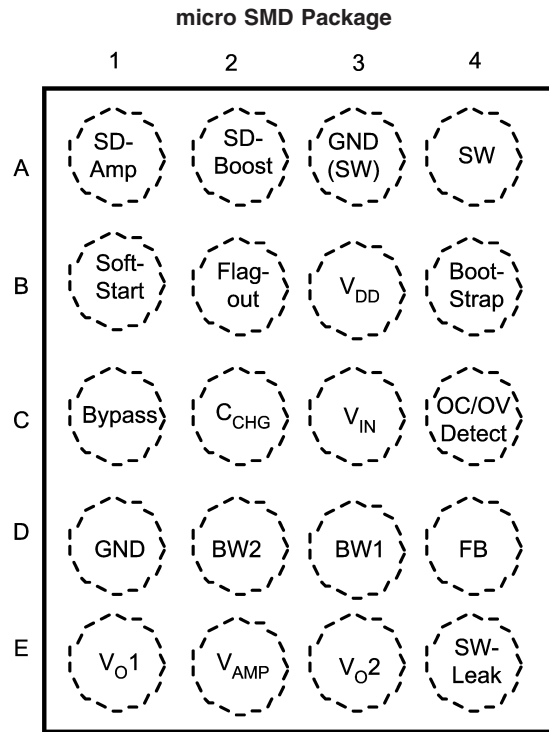 micro SMD Package
1 2 3 4
A SD-Amp SD-Boost GND (SW) SW
B Soft-Start Flag-out VDD Boot-Strap
C Bypass CCHG VIN OC/OV Detect
D GND BW2 BW1 FB
E VO1 VAMP VO2 SW-Leak